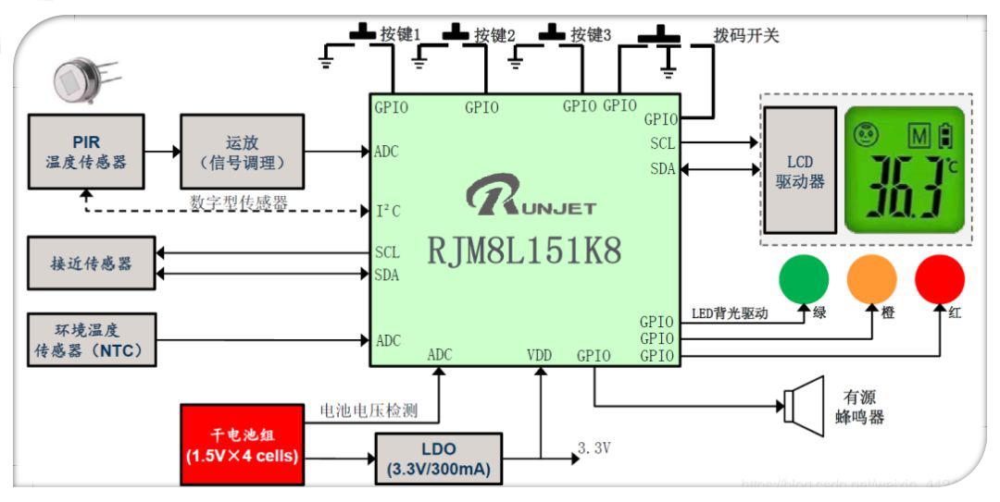 按键1
按键2
按键3
拨码开关
GPIO
GPIO
GPIO GPIO
GPIO
PIR
温度传感器
运放
（信号调理）
ADC
SCL
SDA
LCD
驱动器
M
36.3℃
数字型传感器
I²C
RUNJET
RJM8L151K8
接近传感器
SCL
SDA
环境温度
传感器（NTC）
ADC
LED背光驱动
绿
橙
红
GPIO
GPIO
GPIO
ADC
VDD
GPIO
电池电压检测
干电池组
(1.5V×4 cells)
LDO
(3.3V/300mA)
3.3V
有源
蜂鸣器